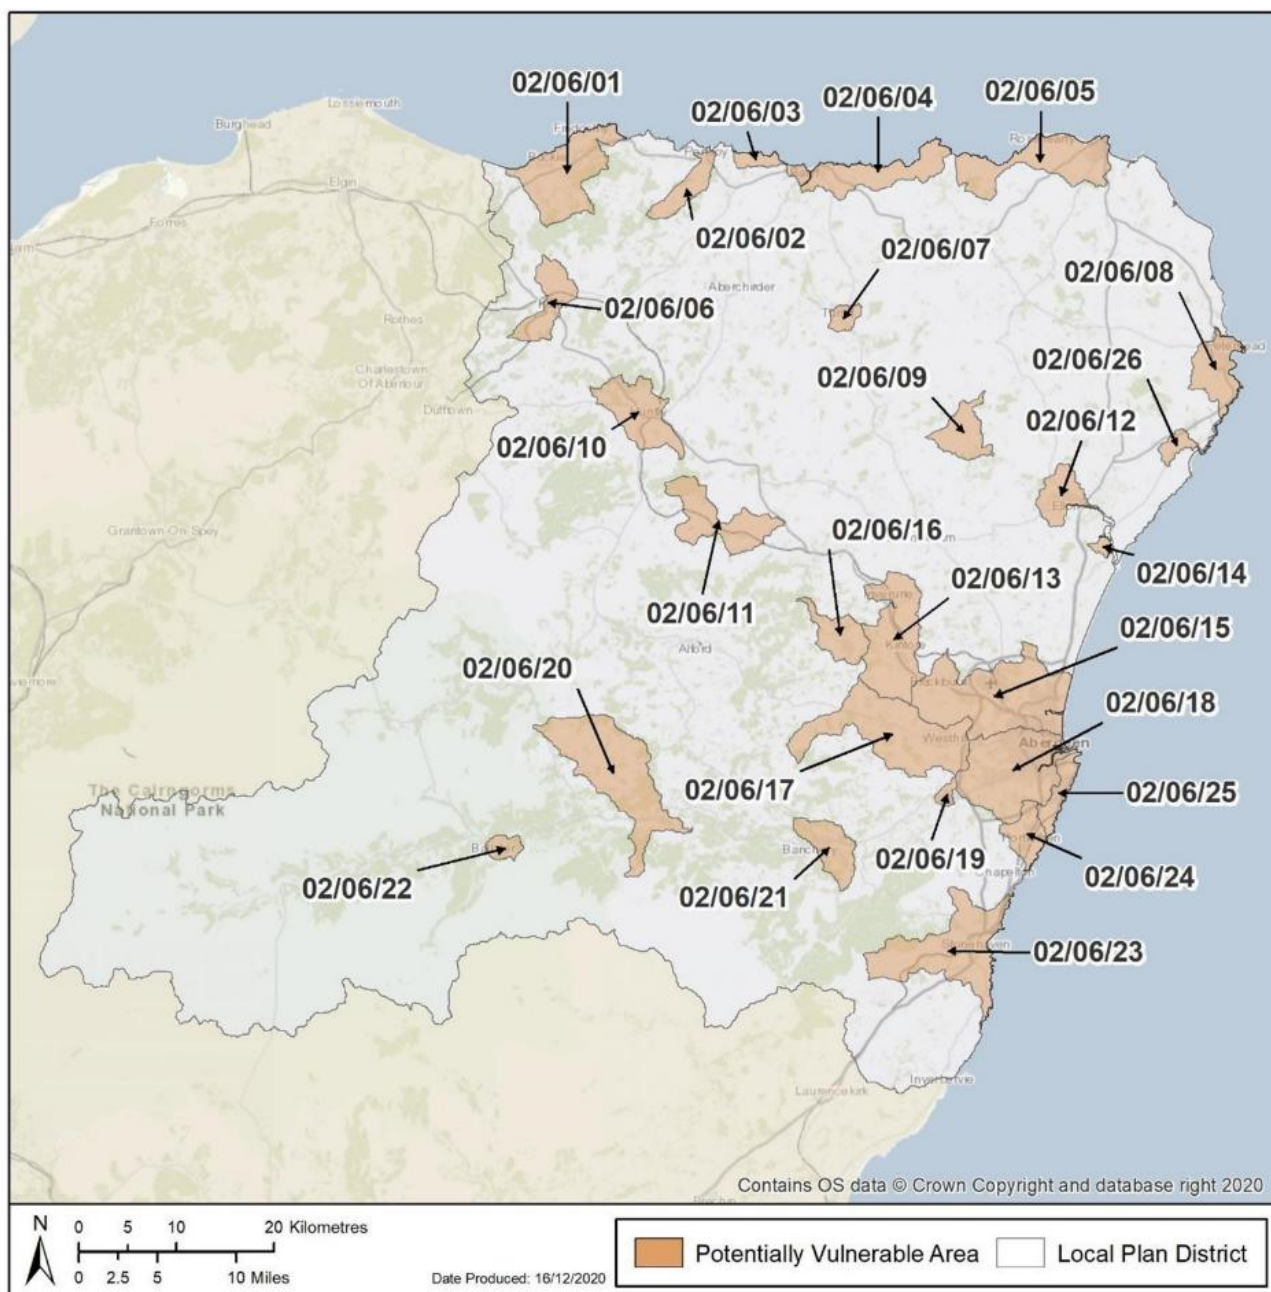 02/06/01
02/06/03
02/06/04
02/06/05
Lossiemouth
Burghead
Elgin
Forres
02/06/02
02/06/07
02/06/08
Aberchirder
02/06/06
Rothes
02/06/26
Charlestown
Of Aberlour
02/06/09
Dufftown
02/06/12
02/06/10
Grantown-On-Spey
02/06/16
02/06/13
02/06/14
02/06/11
02/06/15
Kintore
Alford
02/06/20
Blackburn
02/06/18
Aberdeen
The Cairngorms
National Park
02/06/17
02/06/25
02/06/19
Chapelton
02/06/24
02/06/22
02/06/21
Stonehaven
02/06/23
Inverbervie
Laurencekirk
Contains OS data © Crown Copyright and database right 2020
N
0 5 10 20 Kilometres
0 2.5 5 10 Miles
Date Produced: 16/12/2020
Potentially Vulnerable Area
Local Plan District